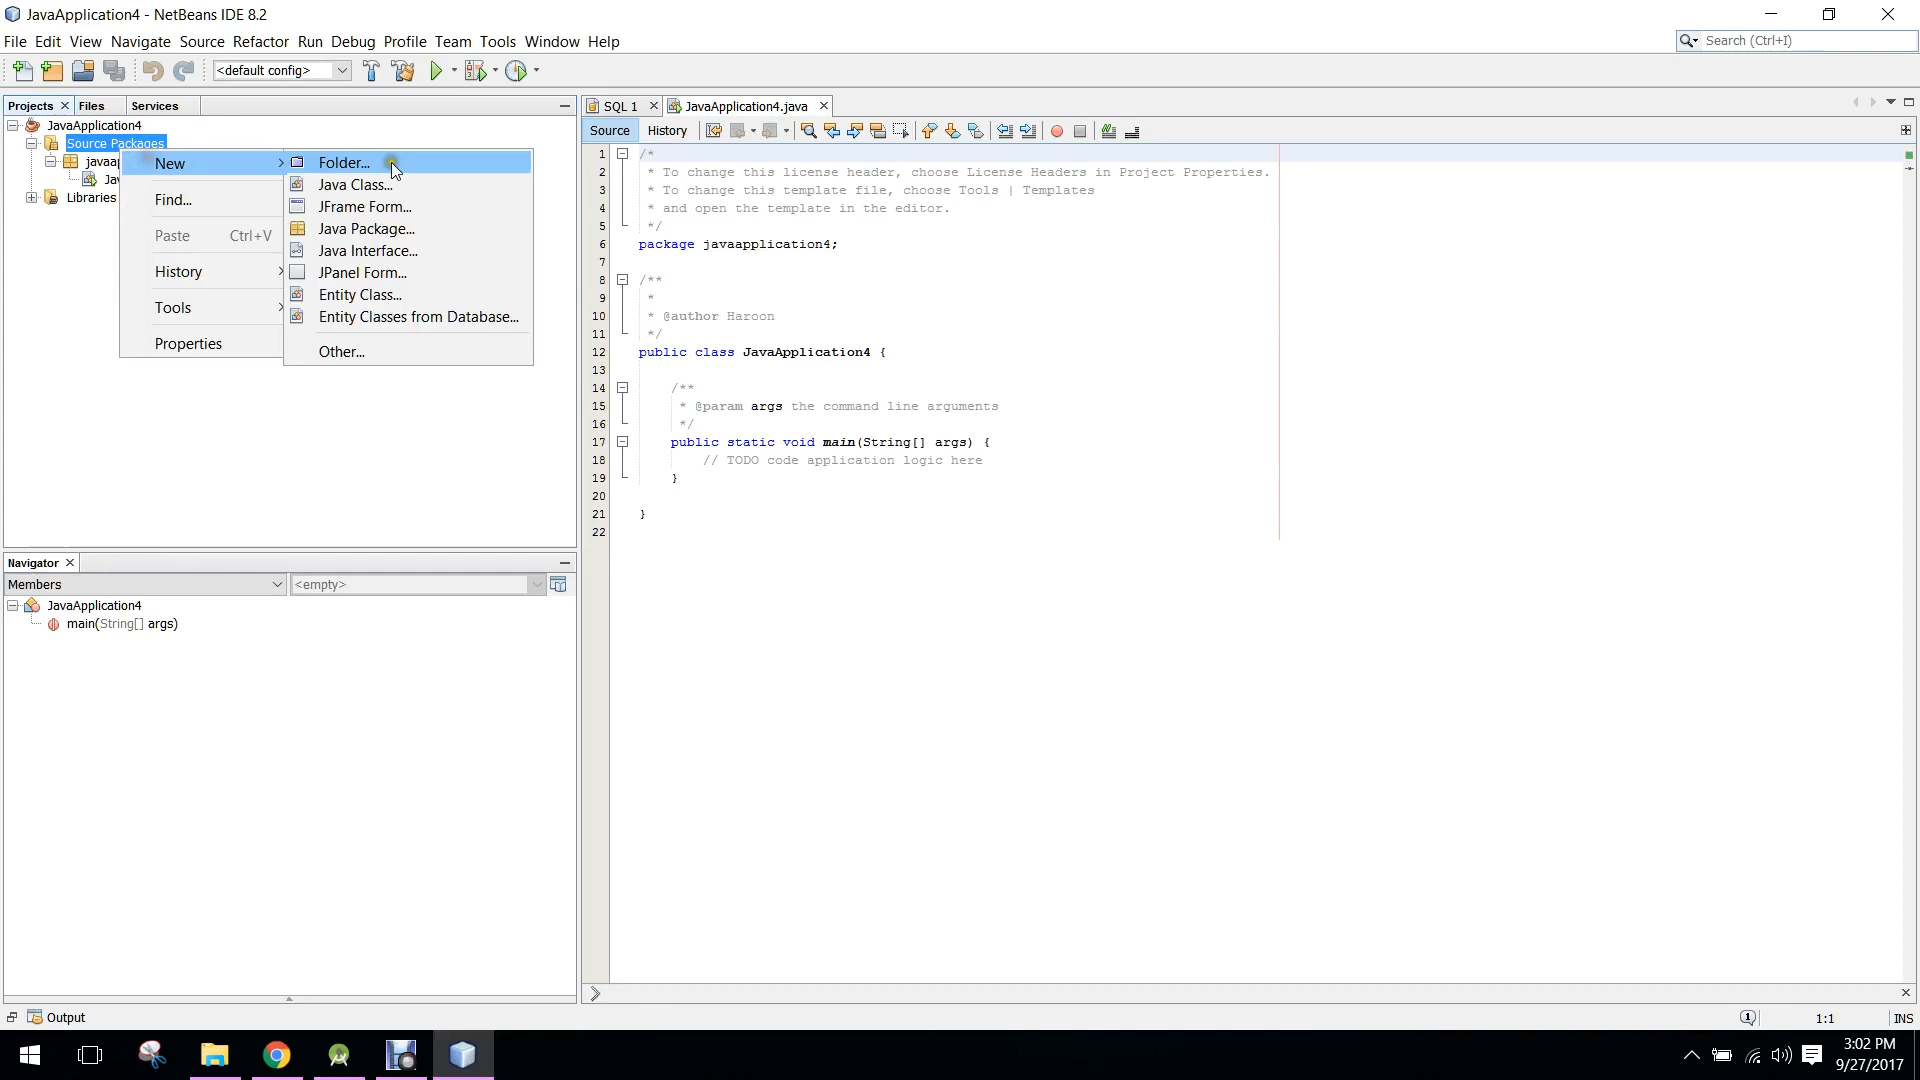 JavaApplication4 - NetBeans IDE 8.2
File Edit View Navigate Source Refactor Run Debug Profile Team Tools Window Help
Search (Ctrl+I)
<default config>
Projects Files Services
JavaApplication4
Source Packages
javaap
Ja
Libraries
New
Find...
Paste Ctrl+V
History
Tools
Properties
Folder...
Java Class...
JFrame Form...
Java Package...
Java Interface...
JPanel Form...
Entity Class...
Entity Classes from Database...
Other...
SQL 1 JavaApplication4.java
Source History
1 /*
2 * To change this license header, choose License Headers in Project Properties.
3 * To change this template file, choose Tools | Templates
4 * and open the template in the editor.
5 */
6 package javaapplication4;
7
8 /**
9 *
10 * @author Haroon
11 */
12 public class JavaApplication4 {
13
14 /**
15 * @param args the command line arguments
16 */
17 public static void main(String[] args) {
18 // TODO code application logic here
19 }
20
21 }
22
Navigator
Members <empty>
JavaApplication4
main(String[] args)
Output
1:1 INS
3:02 PM
9/27/2017